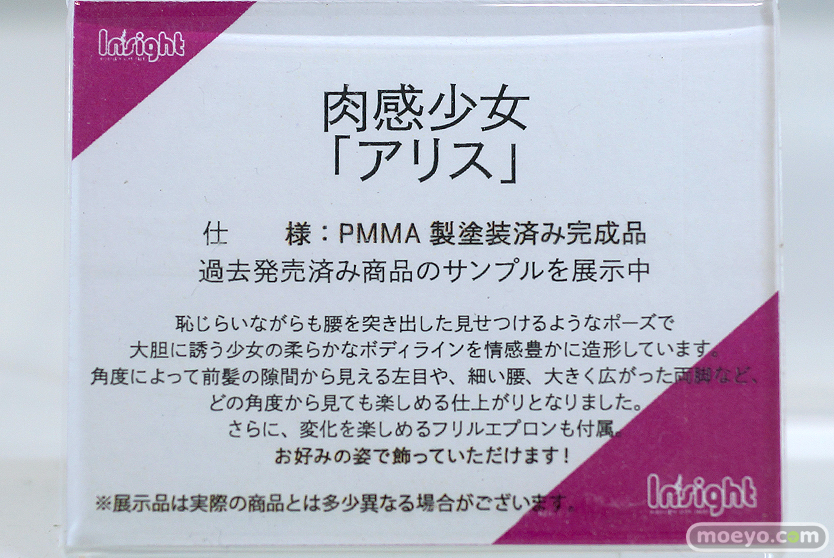 Insight
肉感少女
「アリス」
仕　　様：PMMA 製塗装済み完成品
過去発売済み商品のサンプルを展示中
恥じらいながらも腰を突き出した見せつけるようなポーズで
大胆に誘う少女の柔らかなボディラインを情感豊かに造形しています。
角度によって前髪の隙間から見える左目や、細い腰、大きく広がった両脚など、
どの角度から見ても楽しめる仕上がりとなりました。
さらに、変化を楽しめるフリルエプロンも付属。
お好みの姿で飾っていただけます！
※展示品は実際の商品とは多少異なる場合がございます。
Insight
moeyo.com